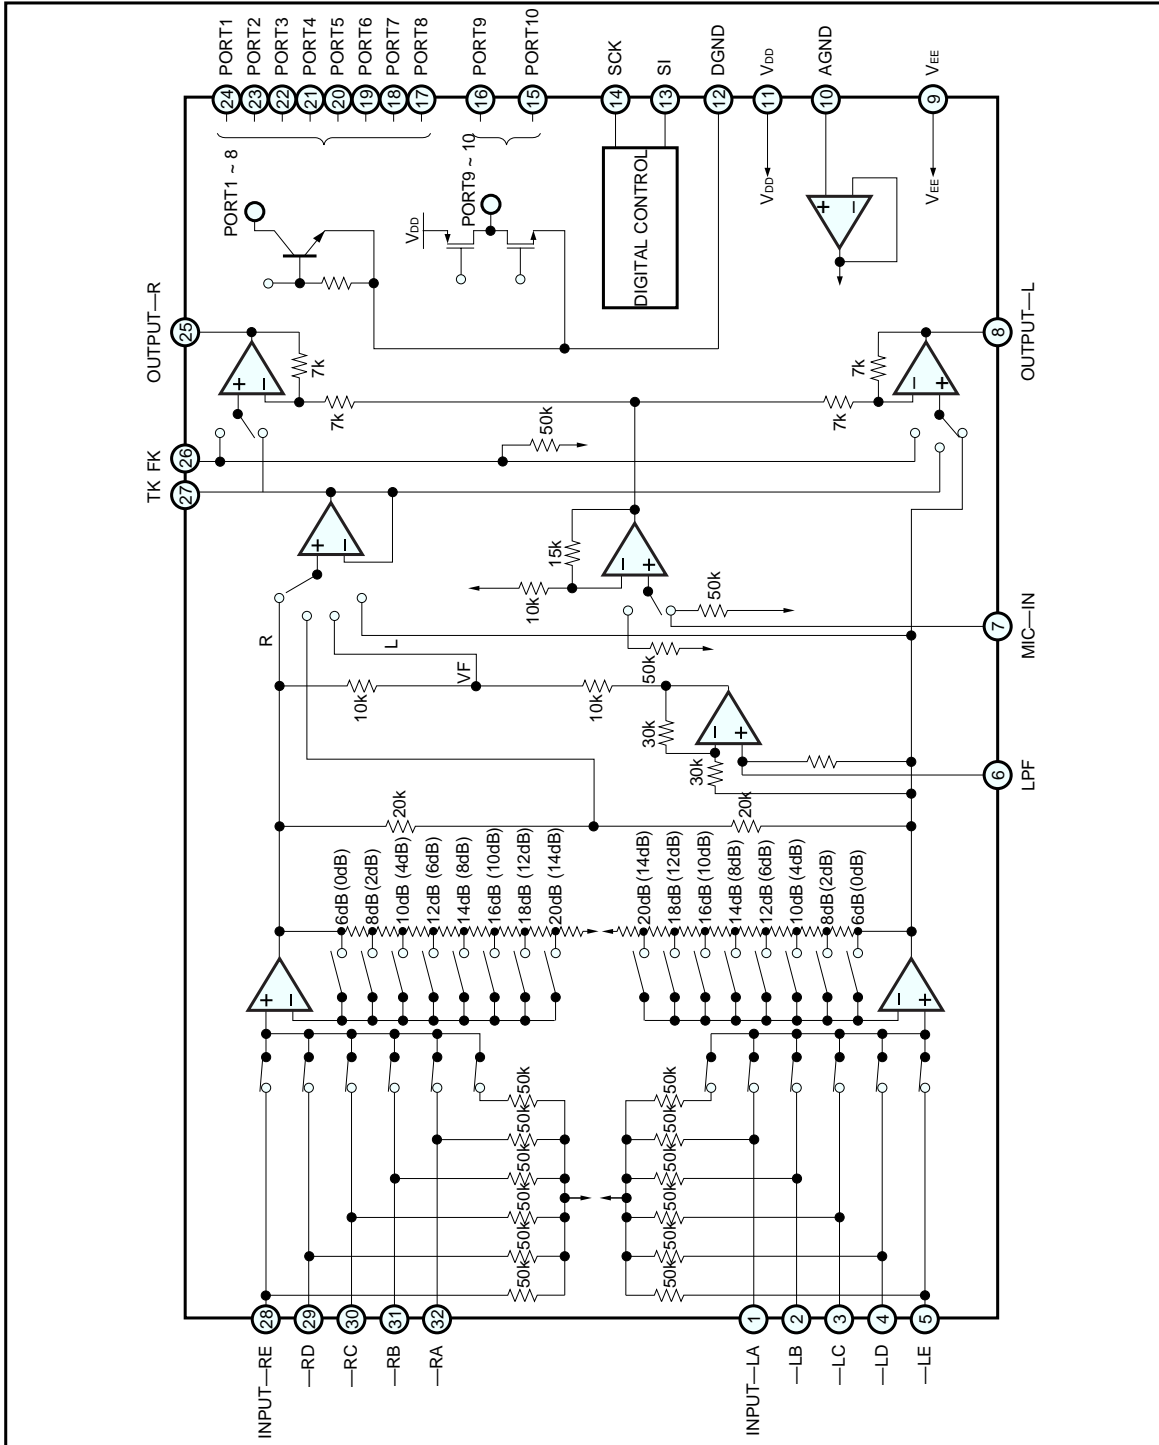 PORT1
PORT2
PORT3
PORT4
PORT5
PORT6
PORT7
PORT8
PORT9
PORT10
SCK
SI
DGND
VDD
AGND
VEE
24
23
22
21
20
19
18
17
16
15
14
13
12
11
10
9
PORT1 ~ 8
PORT9 ~ 10
VDD
DIGITAL CONTROL
VDD
+
−
VEE
OUTPUT—R
25
+
−
7k
7k
7k
7k
−
+
8
OUTPUT—L
FK
26
50k
TK
27
+
−
15k
10k
−
+
50k
50k
7
MIC—IN
R
L
VF
10k
10k
30k
30k
−
+
6
LPF
20k
20k
6dB (0dB)
8dB (2dB)
10dB (4dB)
12dB (6dB)
14dB (8dB)
16dB (10dB)
18dB (12dB)
20dB (14dB)
20dB (14dB)
18dB (12dB)
16dB (10dB)
14dB (8dB)
12dB (6dB)
10dB (4dB)
8dB (2dB)
6dB (0dB)
+
−
−
+
50k
50k
50k
50k
50k
50k
50k
50k
50k
50k
50k
50k
28
29
30
31
32
1
2
3
4
5
INPUT—RE
—RD
—RC
—RB
—RA
INPUT—LA
—LB
—LC
—LD
—LE